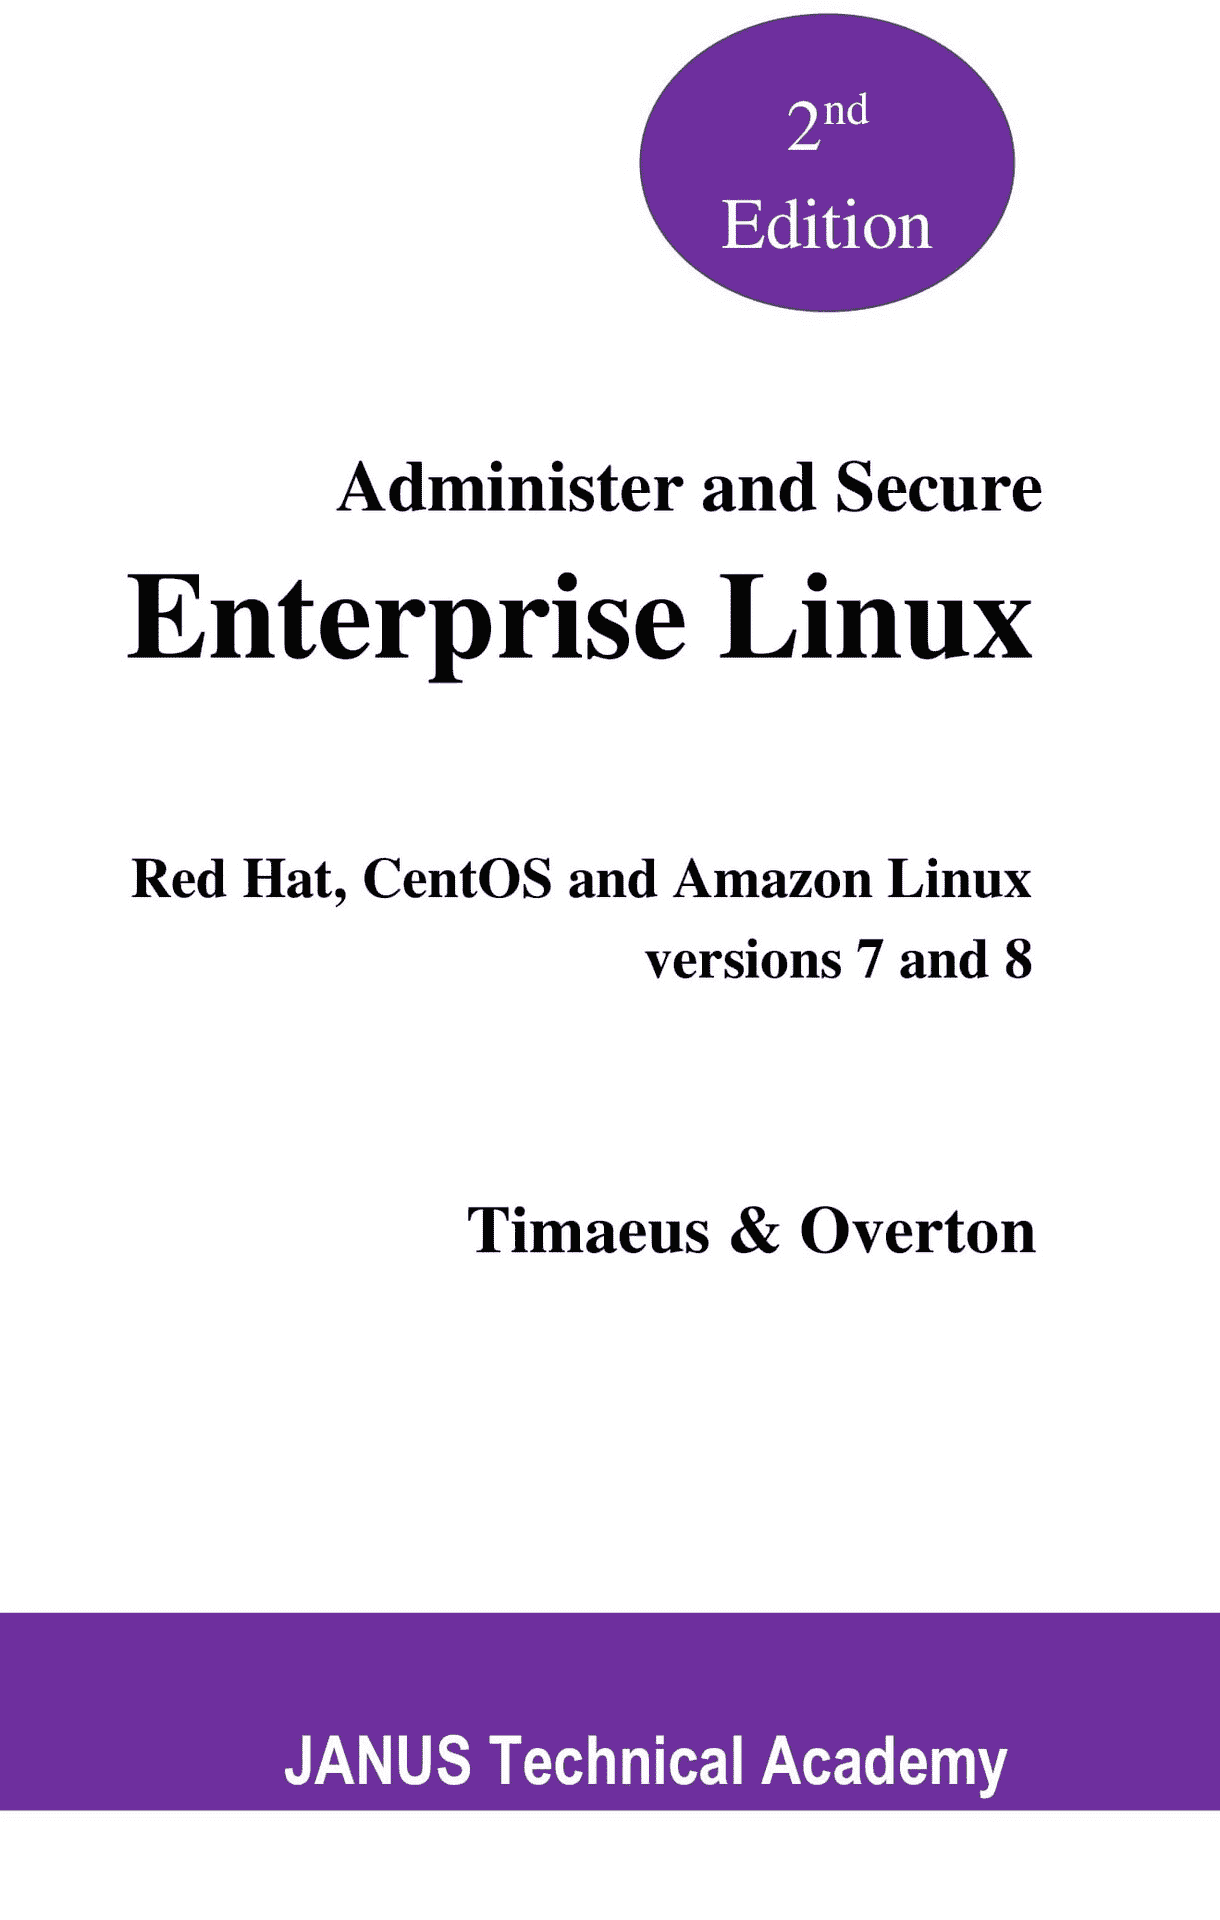 2nd
Edition
Administer and Secure
Enterprise Linux
Red Hat, CentOS and Amazon Linux
versions 7 and 8
Timaeus & Overton
JANUS Technical Academy